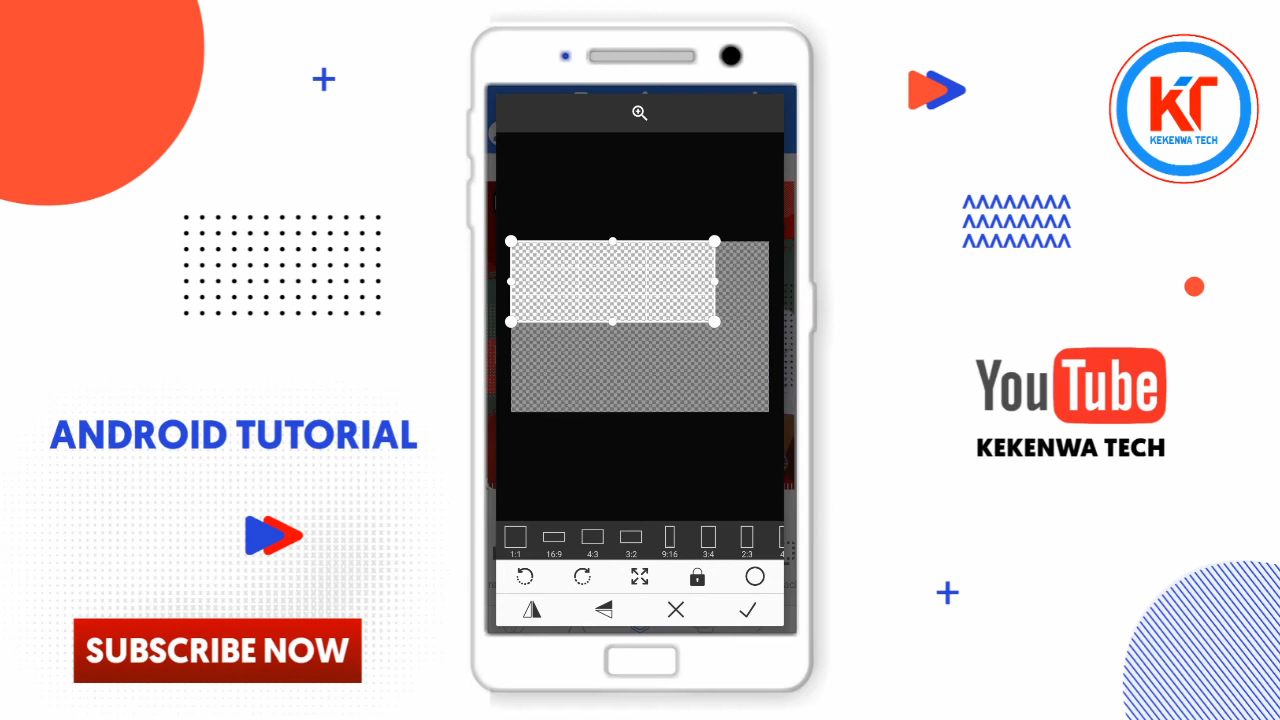 KT
KEKENWA TECH
YouTube
KEKENWA TECH
ANDROID TUTORIAL
SUBSCRIBE NOW
1:1 16:9 4:3 3:2 9:16 3:4 2:3